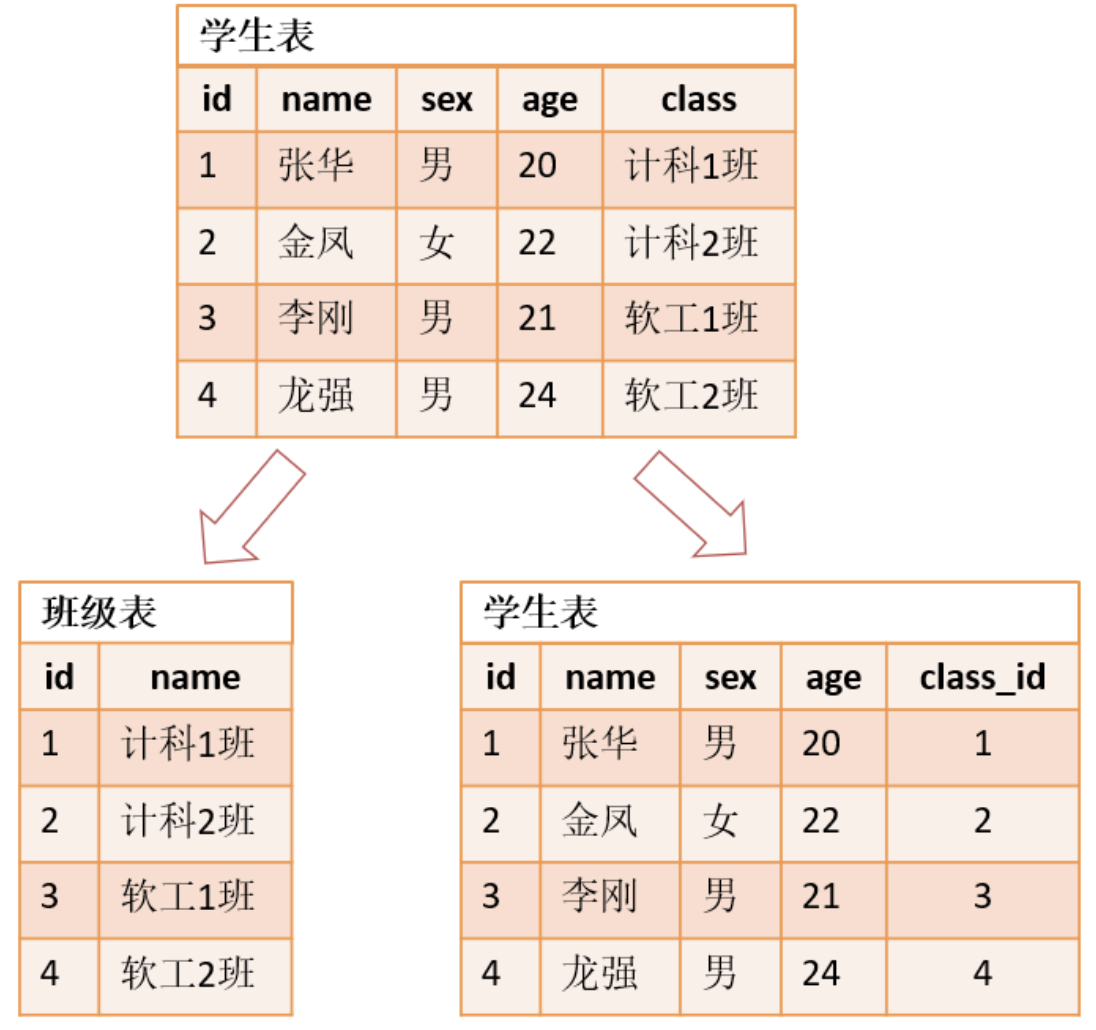 学生表
id name sex age class
1 张华 男 20 计科1班
2 金凤 女 22 计科2班
3 李刚 男 21 软工1班
4 龙强 男 24 软工2班
班级表
id name
1 计科1班
2 计科2班
3 软工1班
4 软工2班
学生表
id name sex age class_id
1 张华 男 20 1
2 金凤 女 22 2
3 李刚 男 21 3
4 龙强 男 24 4